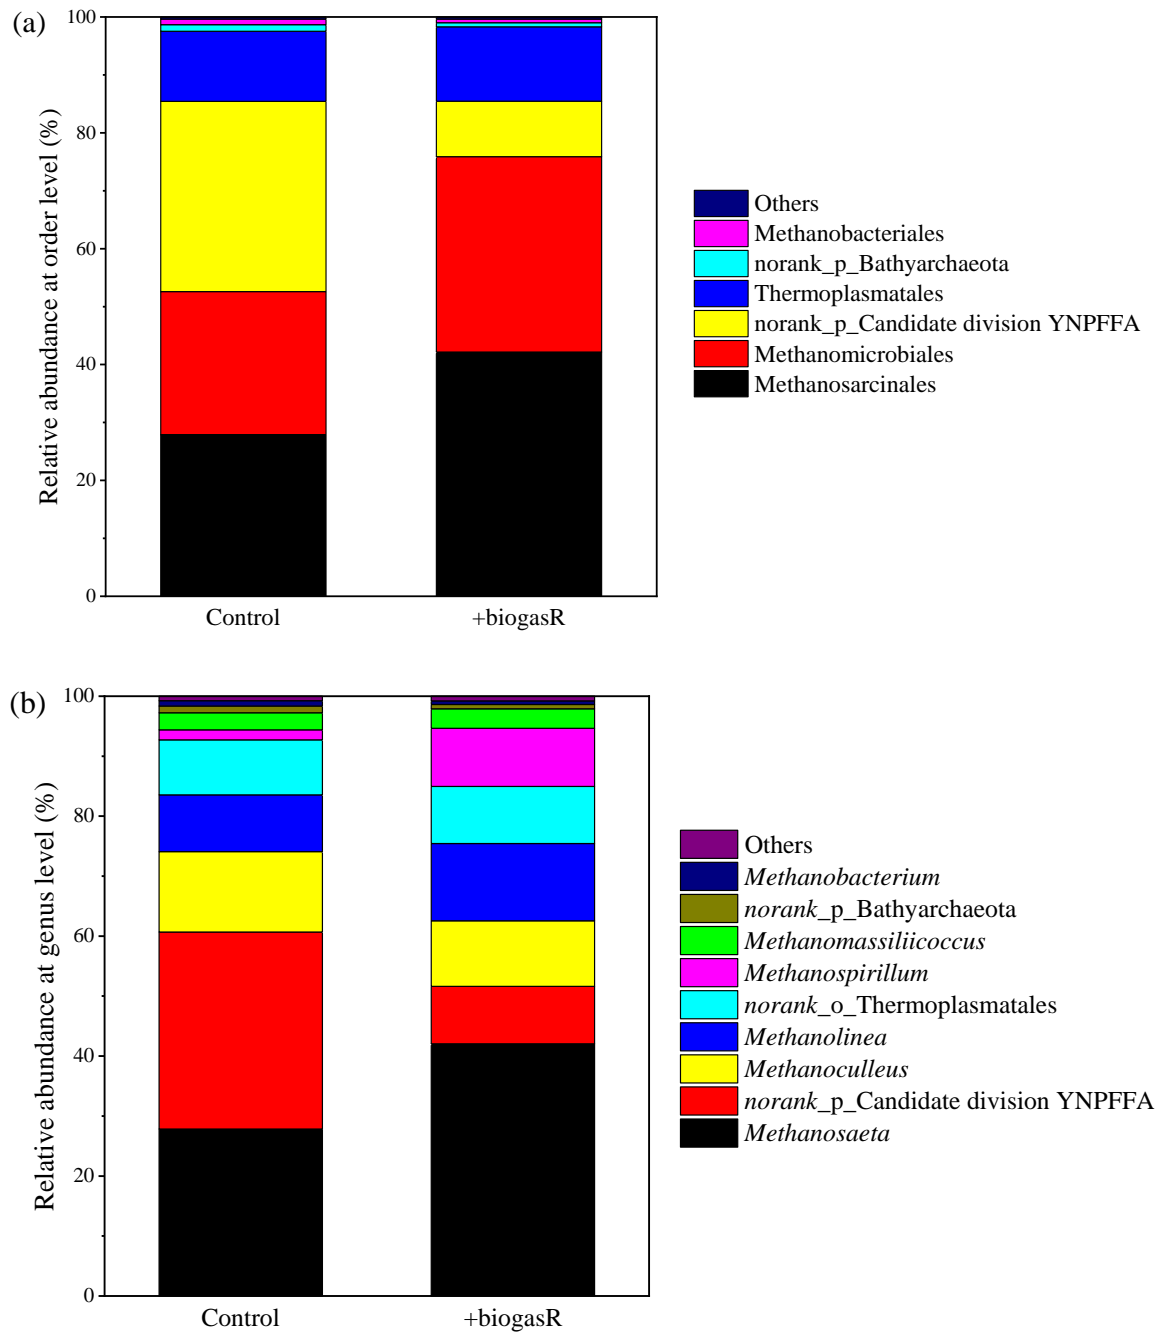 (a)
Relative abundance at order level (%)
100
80
60
40
20
0
Control
+biogasR
Others
Methanobacteriales
norank_p_Bathyarchaeota
Thermoplasmatales
norank_p_Candidate division YNPFFA
Methanomicrobiales
Methanosarcinales
(b)
Relative abundance at genus level (%)
100
80
60
40
20
0
Control
+biogasR
Others
Methanobacterium
norank_p_Bathyarchaeota
Methanomassiliicoccus
Methanospirillum
norank_o_Thermoplasmatales
Methanolinea
Methanoculleus
norank_p_Candidate division YNPFFA
Methanosaeta